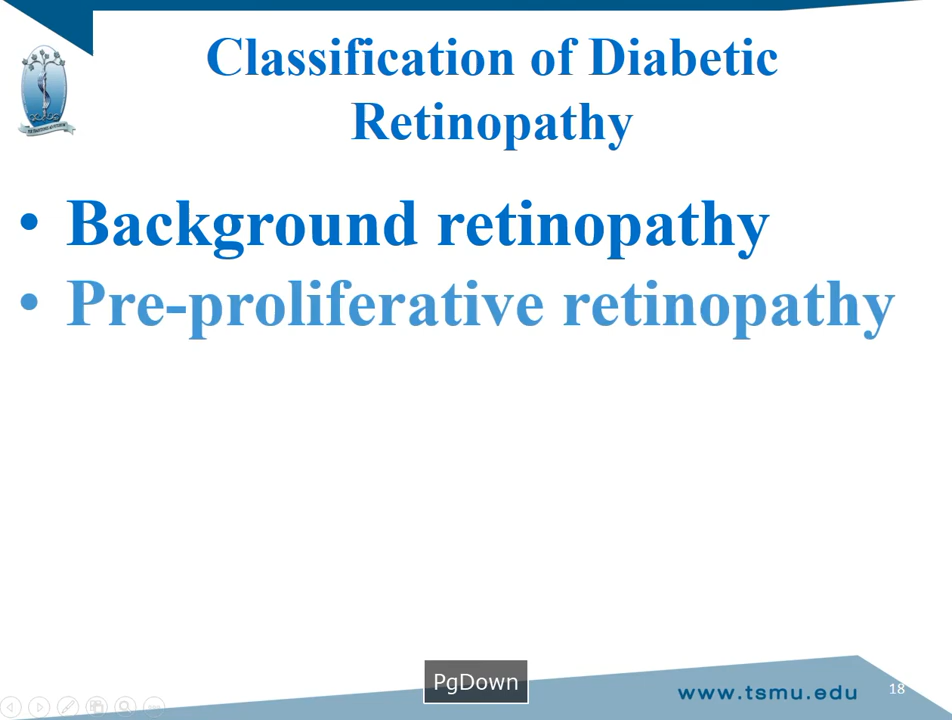 Classification of Diabetic
Retinopathy
• Background retinopathy
• Pre-proliferative retinopathy
PgDown
www.tsmu.edu
18